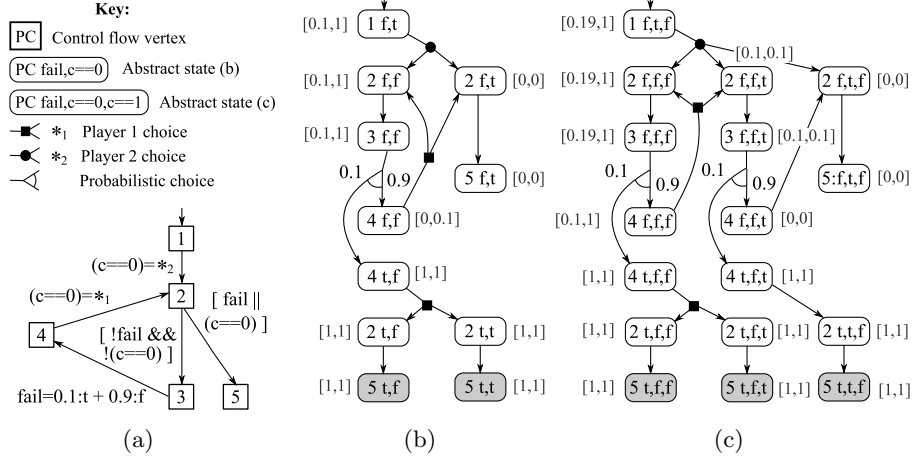 Key:
PC Control flow vertex
PC fail,c==0 Abstract state (b)
PC fail,c==0,c==1 Abstract state (c)
*1 Player 1 choice
*2 Player 2 choice
Probabilistic choice
1
(c==0)=*2
(c==0)=*1
2
[ fail ||
(c==0) ]
4
[ !fail &&
!(c==0) ]
fail=0.1:t + 0.9:f
3
5
(a)
[0.1,1] 1 f,t
[0.1,1] 2 f,f
2 f,t [0,0]
[0.1,1] 3 f,f
5 f,t [0,0]
0.1
0.9
4 f,f [0,0.1]
4 t,f [1,1]
[1,1] 2 t,f
2 t,t [1,1]
[1,1] 5 t,f
5 t,t [1,1]
(b)
[0.19,1] 1 f,t,f
[0.1,0.1]
[0.19,1] 2 f,f,f
2 f,f,t
2 f,t,f [0,0]
[0.19,1] 3 f,f,f
3 f,f,t
[0.1,0.1]
5:f,t,f [0,0]
0.1
0.9
0.1
0.9
[0.1,1] 4 f,f,f
4 f,f,t [0,0]
[1,1] 4 t,f,f
4 t,f,t [1,1]
[1,1] 2 t,f,f
2 t,f,t [1,1]
2 t,t,f [1,1]
[1,1] 5 t,f,f
5 t,f,t [1,1]
5 t,t,f [1,1]
(c)